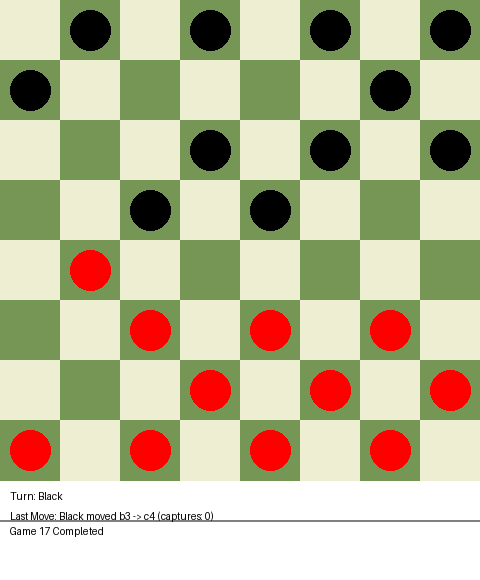 Turn: Black
Last Move: Black moved b3 -> c4 (captures: 0)
Game 17 Completed